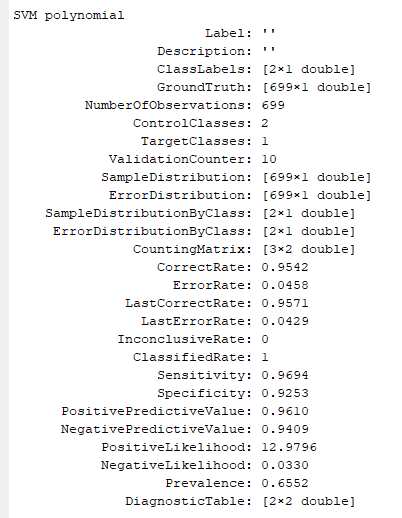 SVM polynomial
Label: ''
Description: ''
ClassLabels: [2×1 double]
GroundTruth: [699×1 double]
NumberOfObservations: 699
ControlClasses: 2
TargetClasses: 1
ValidationCounter: 10
SampleDistribution: [699×1 double]
ErrorDistribution: [699×1 double]
SampleDistributionByClass: [2×1 double]
ErrorDistributionByClass: [2×1 double]
CountingMatrix: [3×2 double]
CorrectRate: 0.9542
ErrorRate: 0.0458
LastCorrectRate: 0.9571
LastErrorRate: 0.0429
InconclusiveRate: 0
ClassifiedRate: 1
Sensitivity: 0.9694
Specificity: 0.9253
PositivePredictiveValue: 0.9610
NegativePredictiveValue: 0.9409
PositiveLikelihood: 12.9796
NegativeLikelihood: 0.0330
Prevalence: 0.6552
DiagnosticTable: [2×2 double]